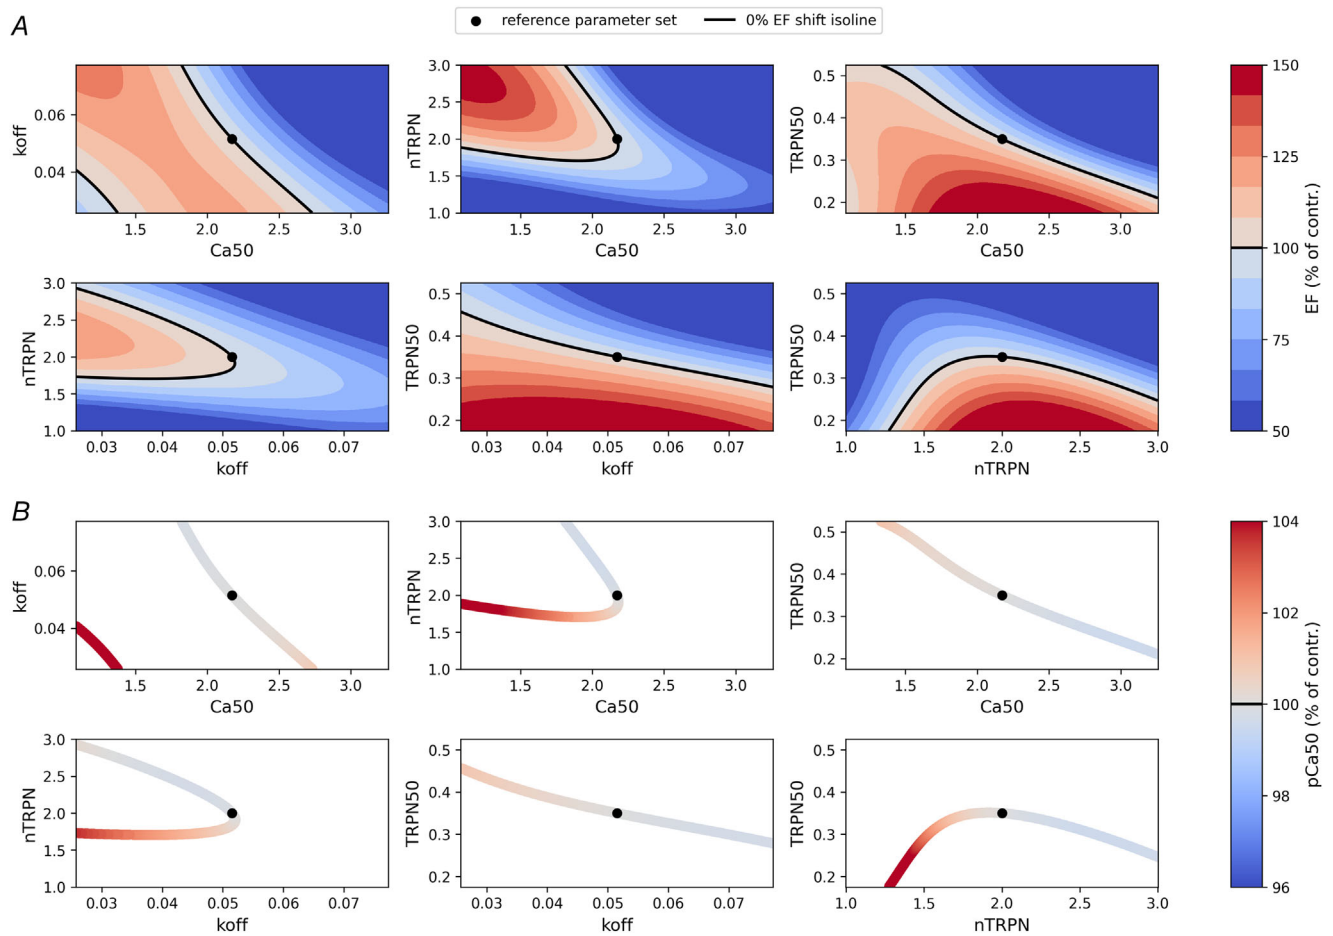 reference parameter set 0% EF shift isoline
A
koff
0.06
0.04
1.5 2.0 2.5 3.0
Ca50
nTRPN
3.0
2.5
2.0
1.5
1.0
1.5 2.0 2.5 3.0
Ca50
TRPN50
0.5
0.4
0.3
0.2
1.5 2.0 2.5 3.0
Ca50
nTRPN
3.0
2.5
2.0
1.5
1.0
0.03 0.04 0.05 0.06 0.07
koff
TRPN50
0.5
0.4
0.3
0.2
0.03 0.04 0.05 0.06 0.07
koff
TRPN50
0.5
0.4
0.3
0.2
1.0 1.5 2.0 2.5 3.0
nTRPN
150
125
100
75
50
EF (% of contr.)
B
koff
0.06
0.04
1.5 2.0 2.5 3.0
Ca50
nTRPN
3.0
2.5
2.0
1.5
1.0
1.5 2.0 2.5 3.0
Ca50
TRPN50
0.5
0.4
0.3
0.2
1.5 2.0 2.5 3.0
Ca50
nTRPN
3.0
2.5
2.0
1.5
1.0
0.03 0.04 0.05 0.06 0.07
koff
TRPN50
0.5
0.4
0.3
0.2
0.03 0.04 0.05 0.06 0.07
koff
TRPN50
0.5
0.4
0.3
0.2
1.0 1.5 2.0 2.5 3.0
nTRPN
104
102
100
98
96
pCa50 (% of contr.)